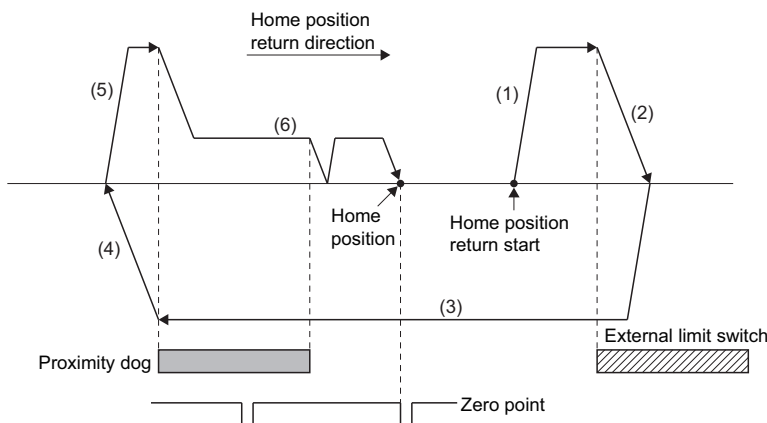 Home position
return direction
(5)
(1)
(2)
(6)
Home
position
Home position
return start
(4)
(3)
External limit switch
Proximity dog
Zero point